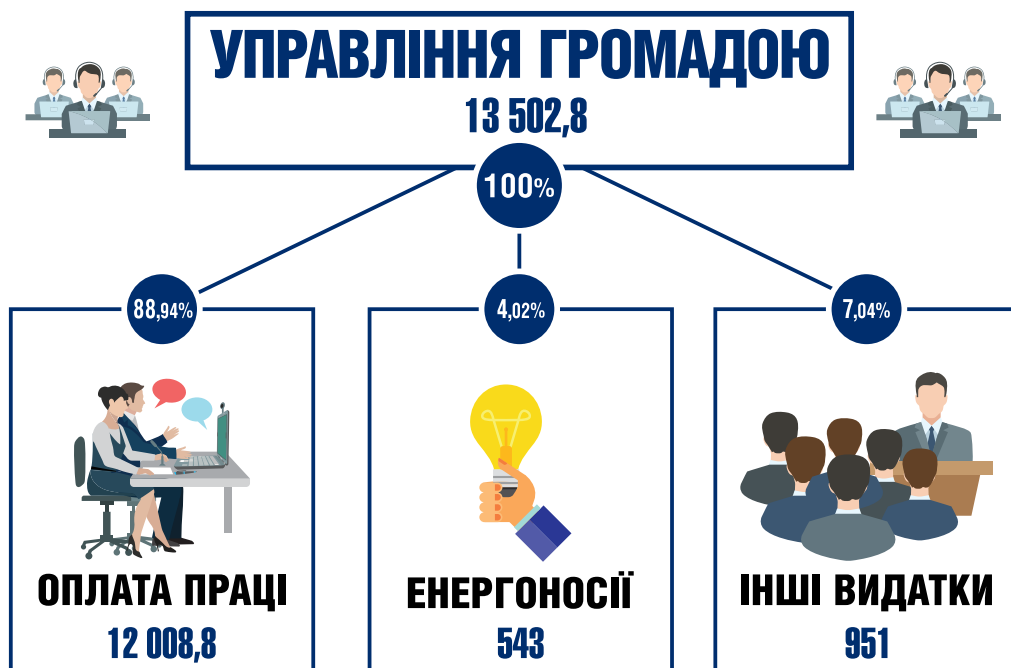 УПРАВЛІННЯ ГРОМАДОЮ
13 502,8
100%
88,94%
4,02%
7,04%
ОПЛАТА ПРАЦІ
12 008,8
ЕНЕРГОНОСІЇ
543
ІНШІ ВИДАТКИ
951